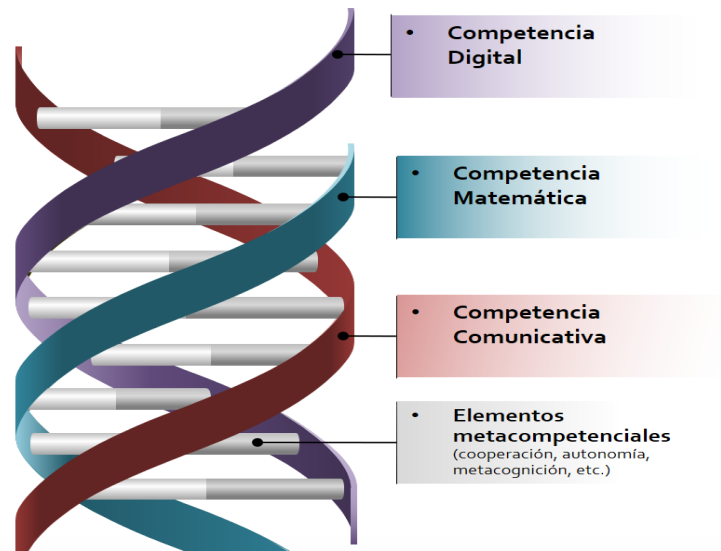 • Competencia
Digital
• Competencia
Matemática
• Competencia
Comunicativa
• Elementos
metacompetenciales
(cooperación, autonomía,
metacognición, etc.)